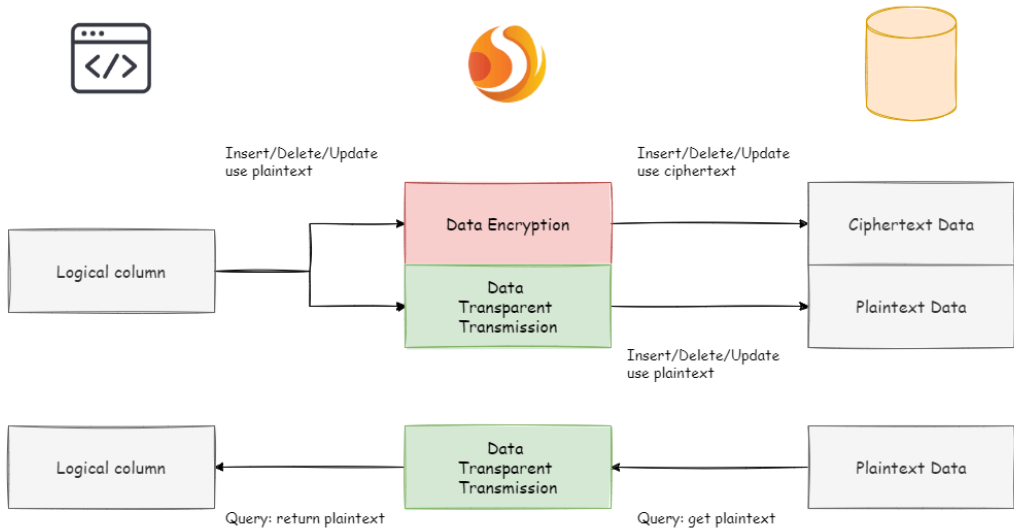 </>
Insert/Delete/Update
use plaintext
Insert/Delete/Update
use ciphertext
Logical column
Data Encryption
Ciphertext Data
Data
Transparent
Transmission
Plaintext Data
Insert/Delete/Update
use plaintext
Logical column
Data
Transparent
Transmission
Plaintext Data
Query: return plaintext
Query: get plaintext